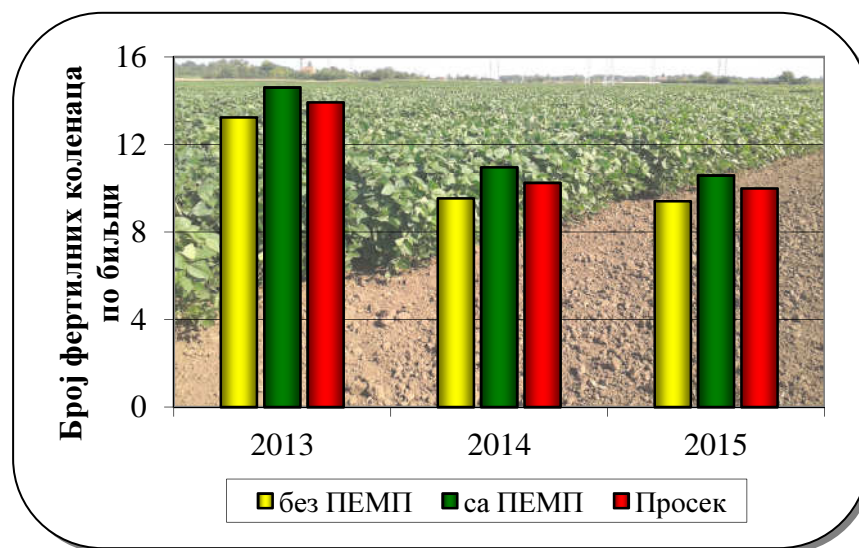 Број фертилних коленаца
по биљци
16
12
8
4
0
2013
2014
2015
без ПЕМП
са ПЕМП
Просек